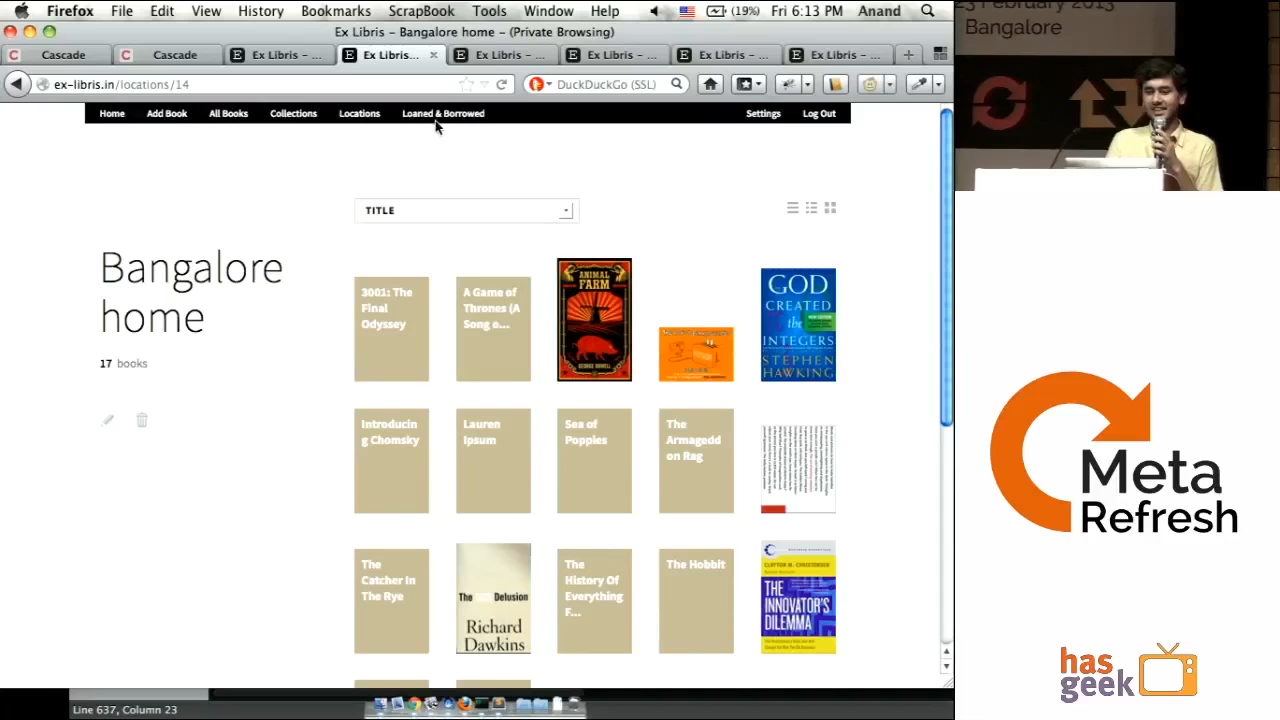 Firefox File Edit View History Bookmarks ScrapBook Tools Window Help (19%) Fri 6:13 PM Anand
Ex Libris – Bangalore home – (Private Browsing)
Cascade Cascade Ex Libris – ... Ex Libris... Ex Libris – ... Ex Libris – ... Ex Libris – ... Ex Libris –
ex-libris.in/locations/14 DuckDuckGo (SSL)
Home Add Book All Books Collections Locations Loaned & Borrowed Settings Log Out
TITLE
Bangalore
home
17 books
3001: The
Final
Odyssey
A Game of
Thrones (A
Song o...
ANIMAL
FARM
GEORGE ORWELL
GOD
CREATED
the
INTEGERS
STEPHEN
HAWKING
Introducin
g Chomsky
Lauren
Ipsum
Sea of
Poppies
The
Armagedd
on Rag
The
Catcher In
The Rye
The Delusion
Richard
Dawkins
The
History Of
Everything
F...
The Hobbit
CLAYTON M. CHRISTENSEN
THE
INNOVATOR'S
DILEMMA
Line 637, Column 23
23 February 2013
Bangalore
Meta
Refresh
has
geek